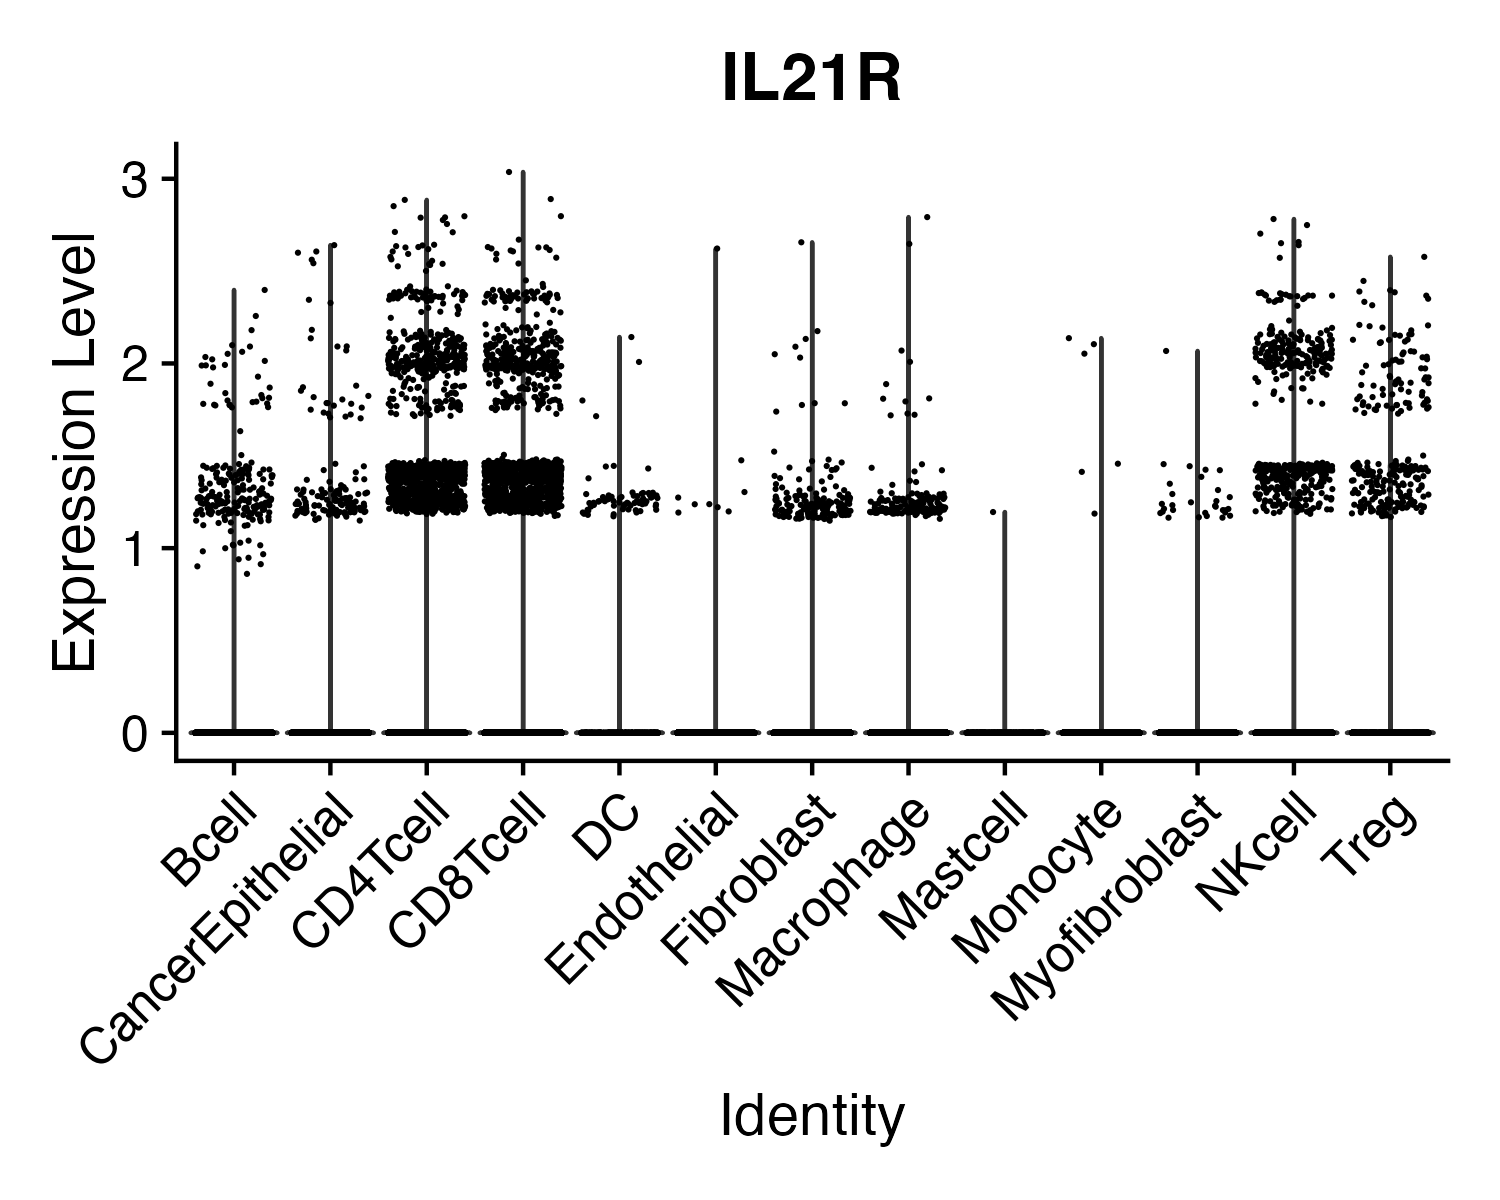 IL21R
Expression Level
3
2
1
0
Bcell
CancerEpithelial
CD4Tcell
CD8Tcell
DC
Endothelial
Fibroblast
Macrophage
Mastcell
Monocyte
Myofibroblast
NKcell
Treg
Identity